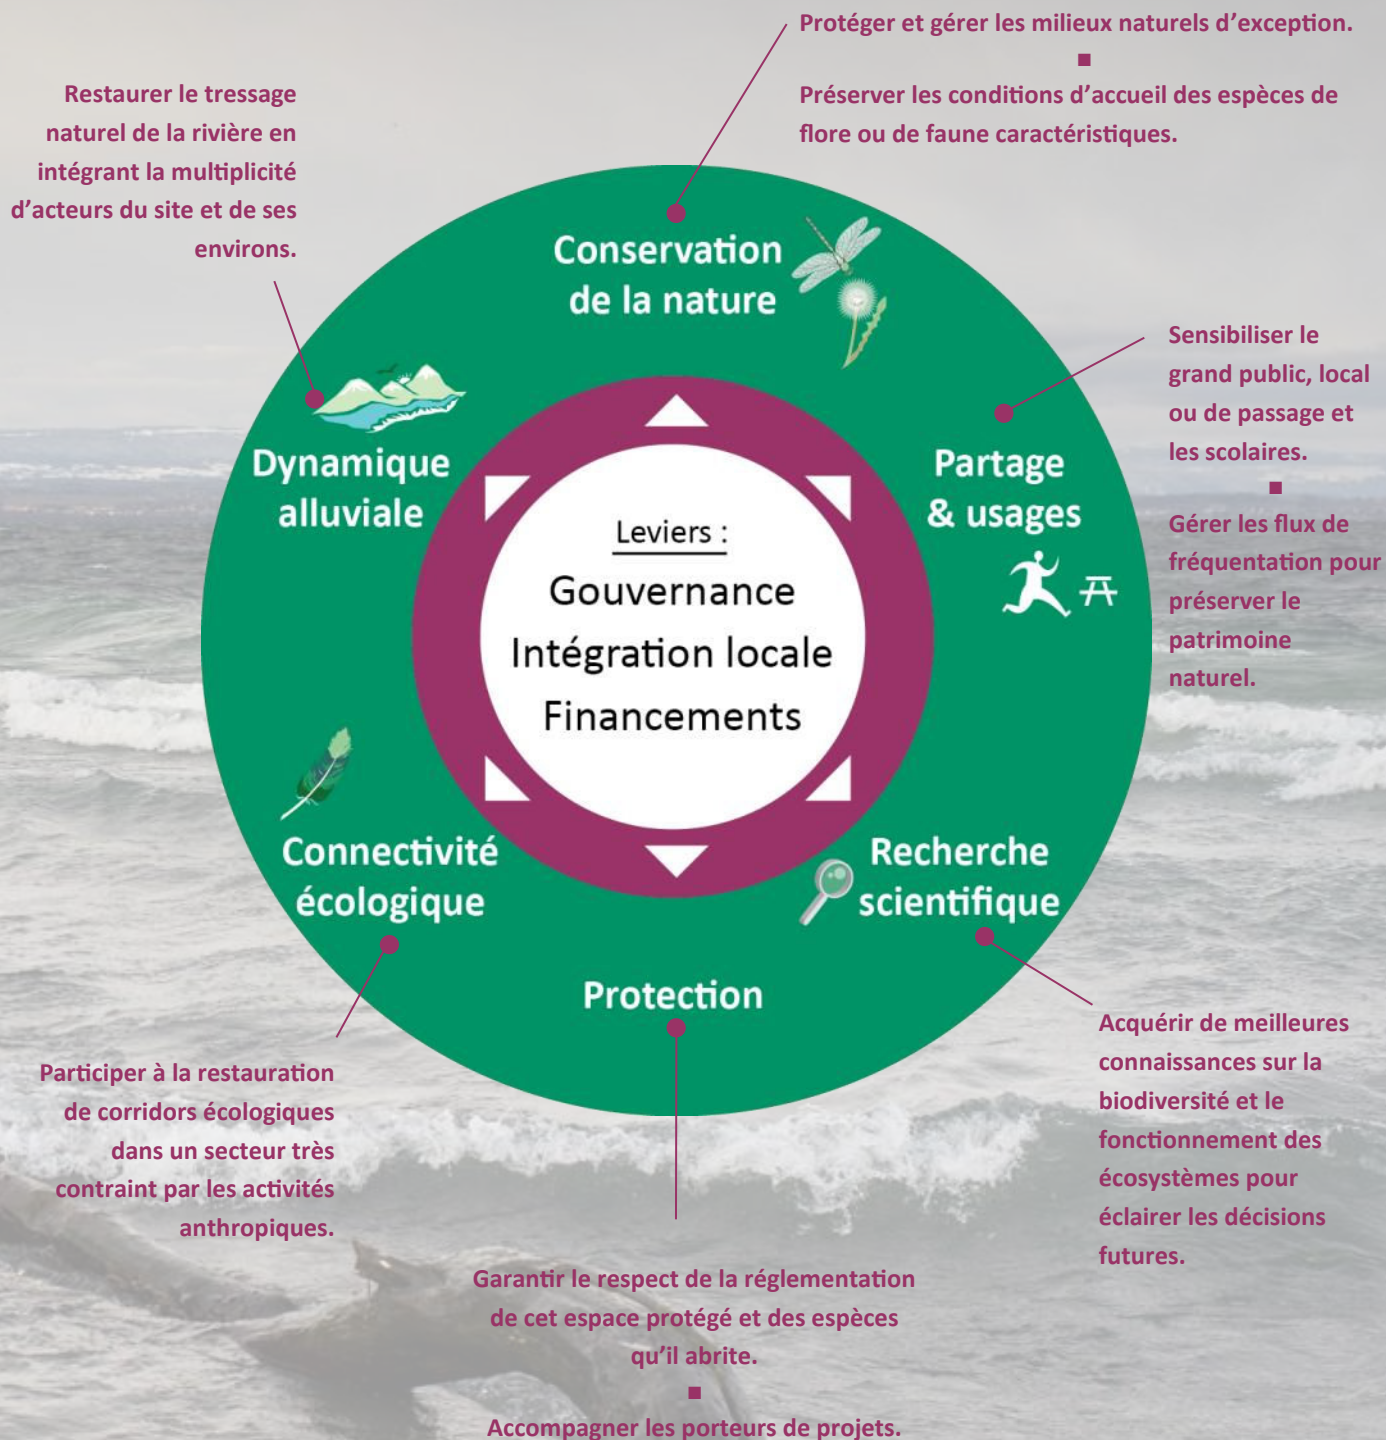 Protéger et gérer les milieux naturels d’exception.
■
Préserver les conditions d’accueil des espèces de
flore ou de faune caractéristiques.
Restaurer le tressage
naturel de la rivière en
intégrant la multiplicité
d’acteurs du site et de ses
environs.
Conservation
de la nature
Sensibiliser le
grand public, local
ou de passage et
les scolaires.
■
Gérer les flux de
fréquentation pour
préserver le
patrimoine
naturel.
Dynamique
alluviale
Partage
& usages
Leviers :
Gouvernance
Intégration locale
Financements
Connectivité
écologique
Recherche
scientifique
Protection
Participer à la restauration
de corridors écologiques
dans un secteur très
contraint par les activités
anthropiques.
Acquérir de meilleures
connaissances sur la
biodiversité et le
fonctionnement des
écosystèmes pour
éclairer les décisions
futures.
Garantir le respect de la réglementation
de cet espace protégé et des espèces
qu’il abrite.
■
Accompagner les porteurs de projets.